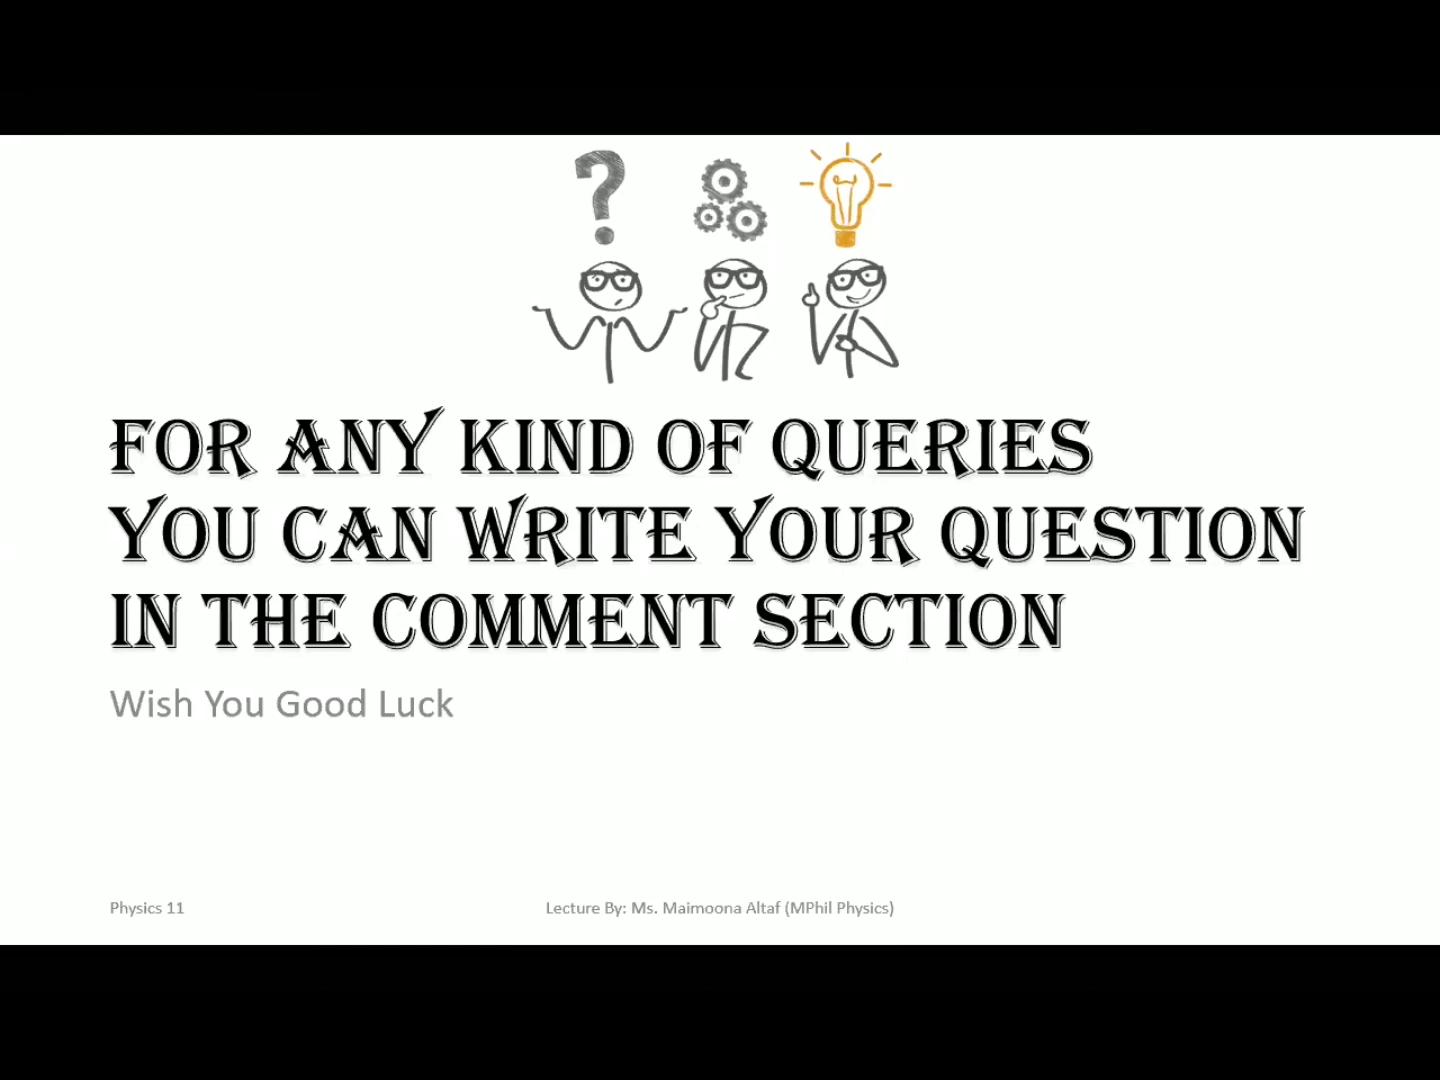 FOR ANY KIND OF QUERIES
YOU CAN WRITE YOUR QUESTION
IN THE COMMENT SECTION
Wish You Good Luck
Physics 11
Lecture By: Ms. Maimoona Altaf (MPhil Physics)